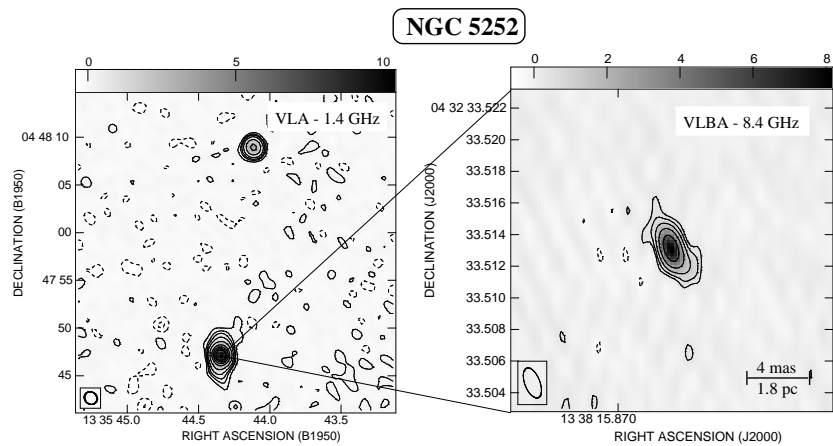 NGC 5252
0 5 10
VLA - 1.4 GHz
DECLINATION (B1950)
04 48 10
05
00
47 55
50
45
13 35 45.0 44.5 44.0 43.5
RIGHT ASCENSION (B1950)
0 2 4 6 8
VLBA - 8.4 GHz
DECLINATION (J2000)
04 32 33.522
33.520
33.518
33.516
33.514
33.512
33.510
33.508
33.506
33.504
4 mas
1.8 pc
13 38 15.870
RIGHT ASCENSION (J2000)